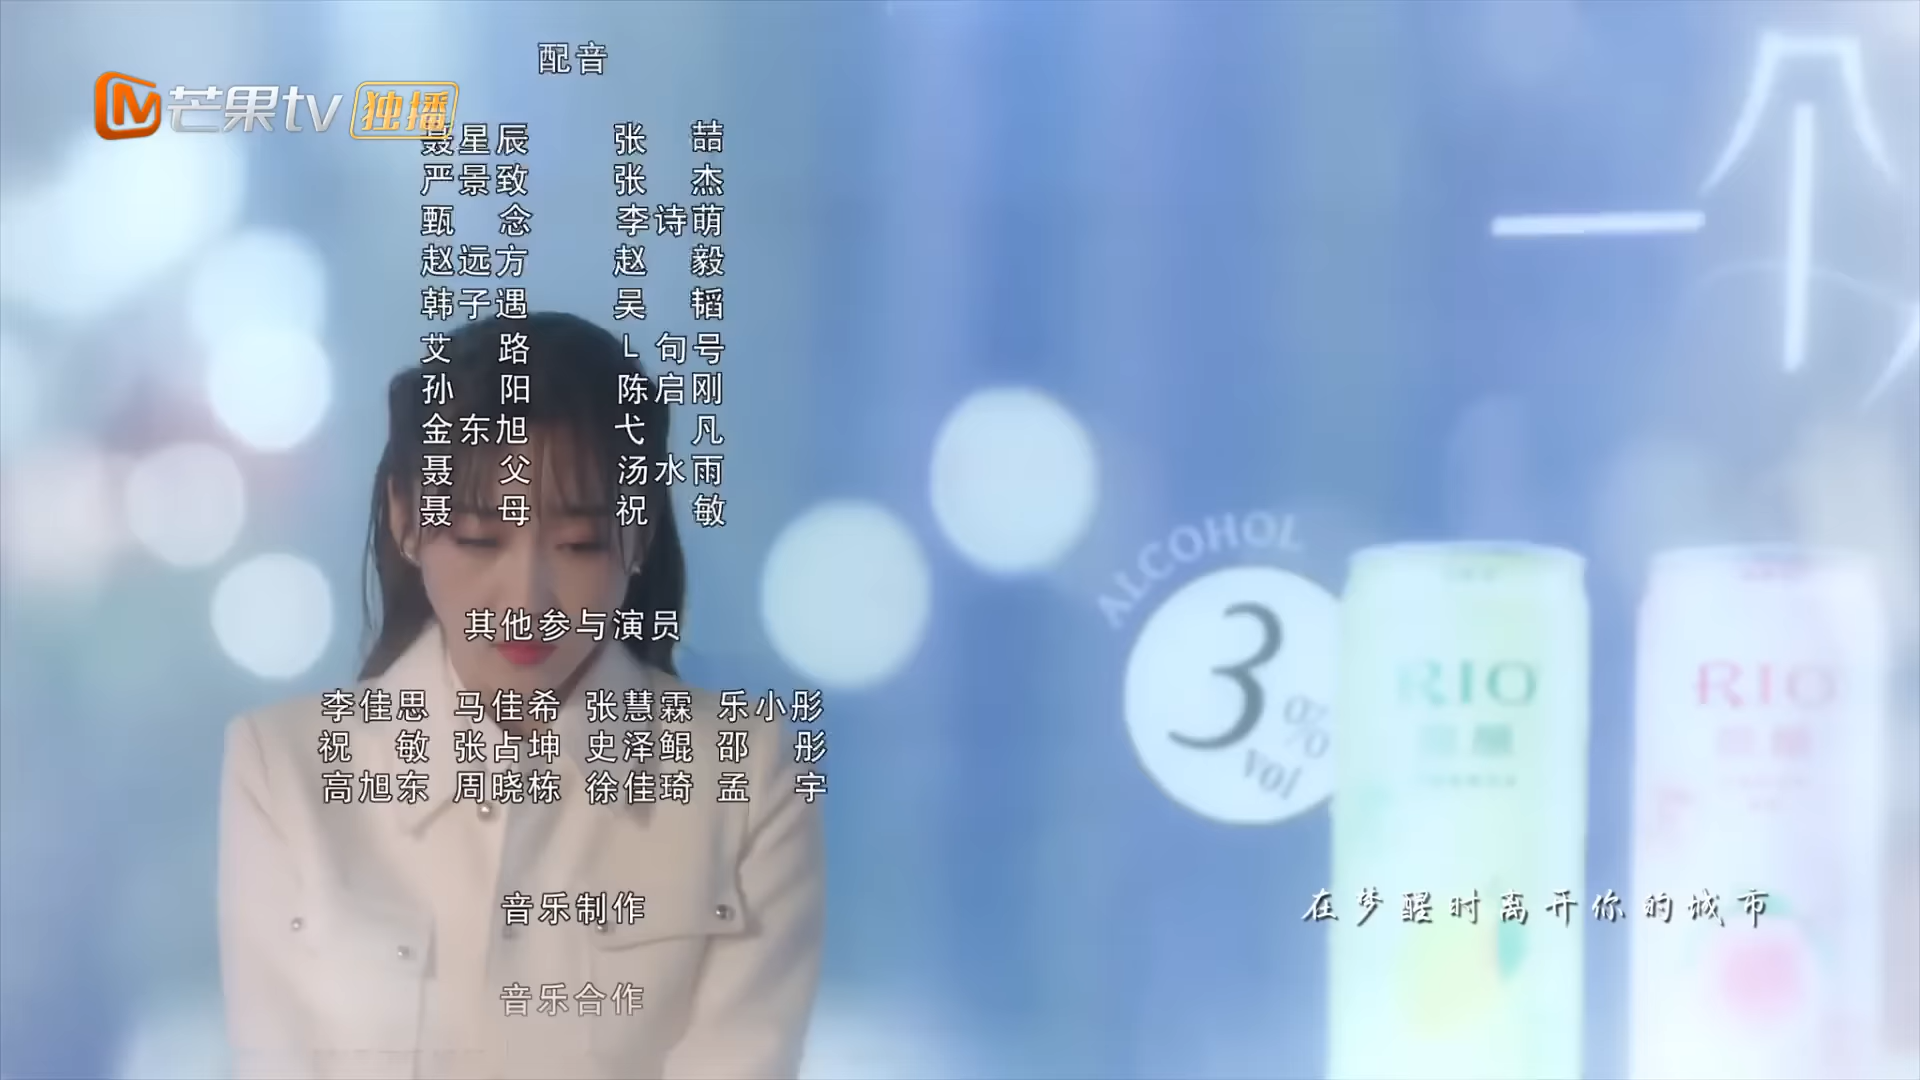 配音
芒果tv 独播
聂星辰 张喆
严景致 张杰
甄念 李诗萌
赵远方 赵毅
韩子遇 吴韬
艾路 L句号
孙阳 陈启刚
金东旭 弋凡
聂父 汤水雨
聂母 祝敏
其他参与演员
李佳思 马佳希 张慧霖 乐小彤
祝敏 张占坤 史泽鲲 邵彤
高旭东 周晓栋 徐佳琦 孟宇
音乐制作
音乐合作
一个
ALCOHOL
3%
vol
RIO
RIO
在梦醒时离开你的城市